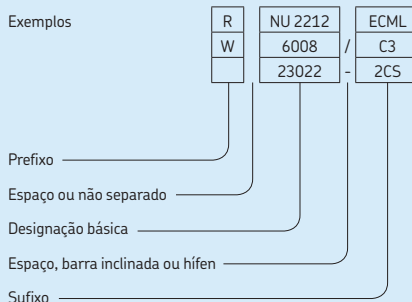 Exemplos R NU 2212 ECML
W 6008 / C3
23022 - 2CS
Prefixo
Espaço ou não separado
Designação básica
Espaço, barra inclinada ou hífen
Sufixo